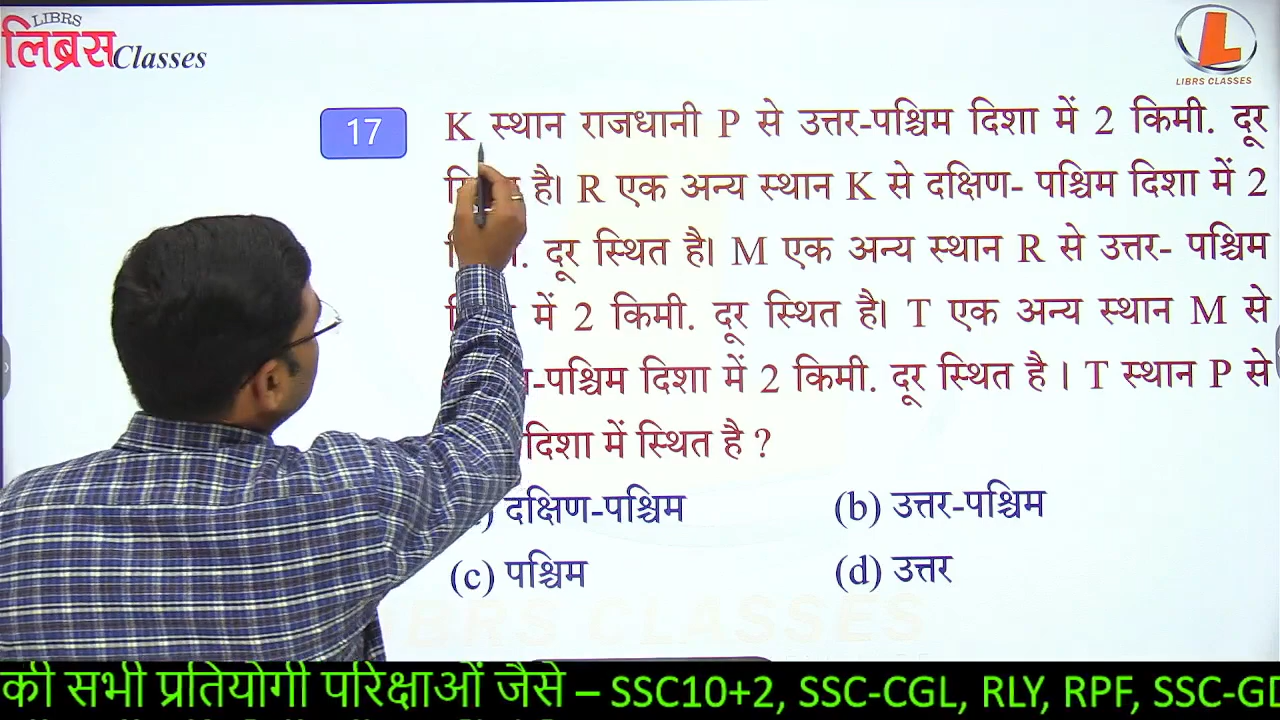 LIBRS
लिब्रस Classes
L
LIBRS CLASSES
17
K स्थान राजधानी P से उत्तर-पश्चिम दिशा में 2 किमी. दूर
है। R एक अन्य स्थान K से दक्षिण- पश्चिम दिशा में 2
दूर स्थित है। M एक अन्य स्थान R से उत्तर- पश्चिम
में 2 किमी. दूर स्थित है। T एक अन्य स्थान M से
-पश्चिम दिशा में 2 किमी. दूर स्थित है । T स्थान P से
दिशा में स्थित है ?
दक्षिण-पश्चिम
(b) उत्तर-पश्चिम
(c) पश्चिम
(d) उत्तर
LIBRS CLASSES
की सभी प्रतियोगी परिक्षाओं जैसे – SSC10+2, SSC-CGL, RLY, RPF, SSC-GD